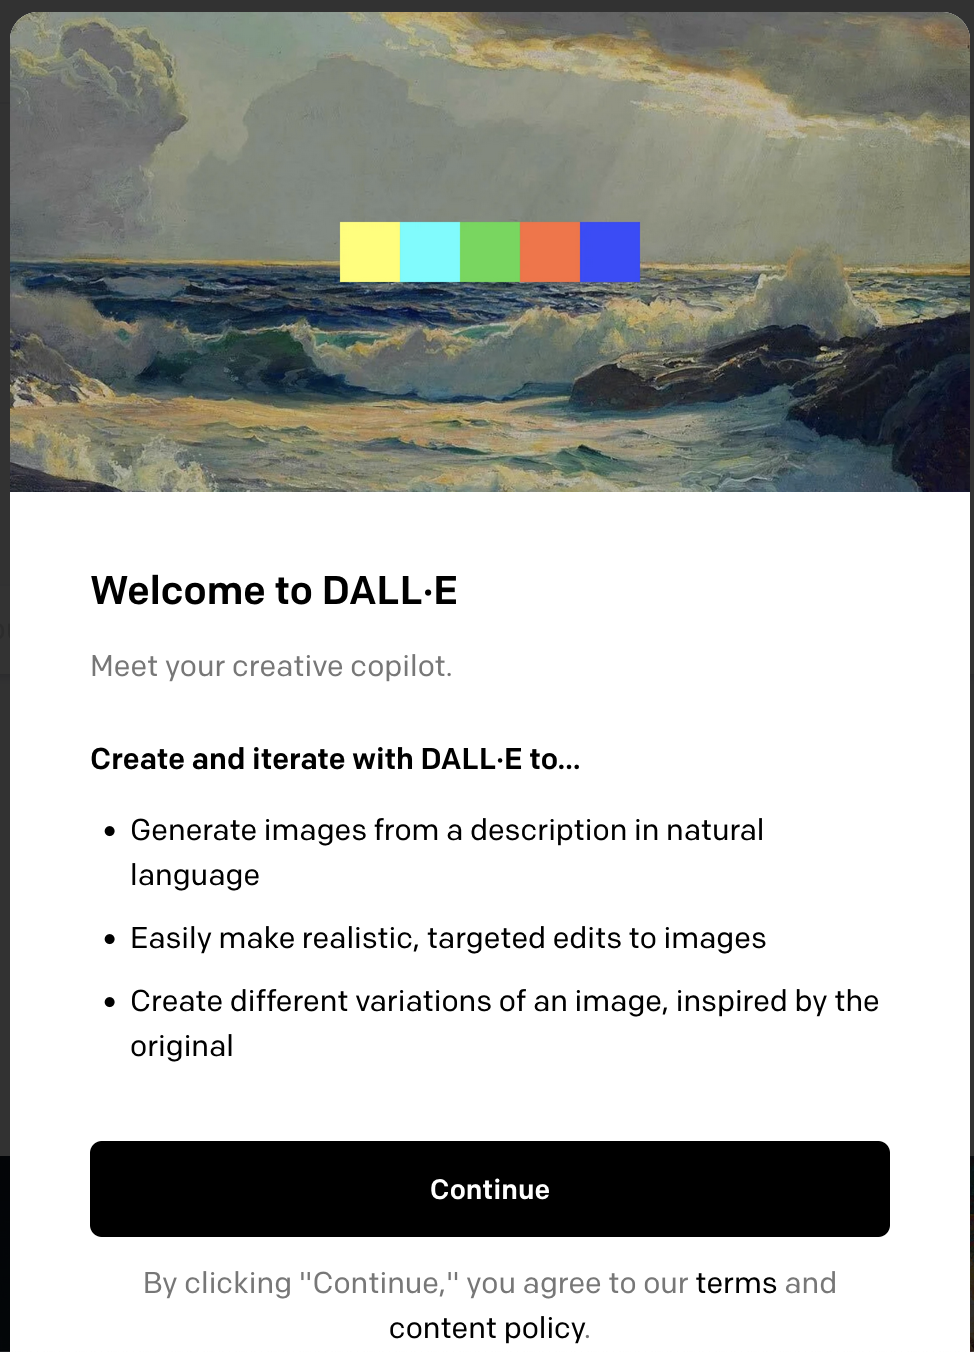 Welcome to DALL·E
Meet your creative copilot.
Create and iterate with DALL·E to...
• Generate images from a description in natural
language
• Easily make realistic, targeted edits to images
• Create different variations of an image, inspired by the
original
Continue
By clicking "Continue," you agree to our terms and
content policy.